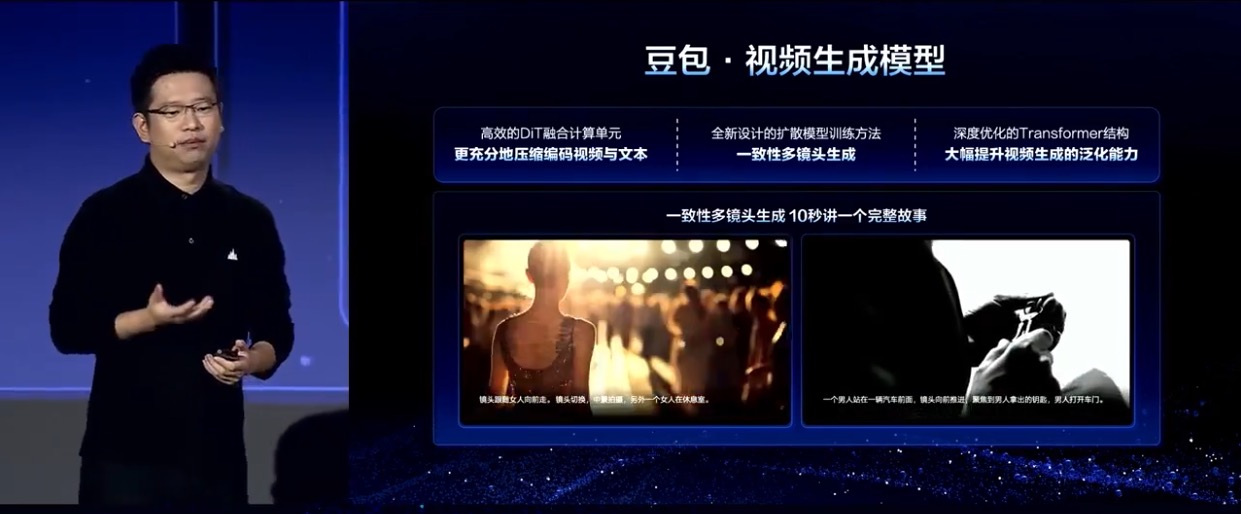 豆包·视频生成模型
高效的DiT融合计算单元
更充分地压缩编码视频与文本
全新设计的扩散模型训练方法
一致性多镜头生成
深度优化的Transformer结构
大幅提升视频生成的泛化能力
一致性多镜头生成 10秒讲一个完整故事
镜头跟随女人向前走。镜头切换，中景拍摄，另外一个女人在休息室。
一个男人站在一辆汽车前面，镜头向前推进，聚焦到男人拿出的钥匙，男人打开车门。